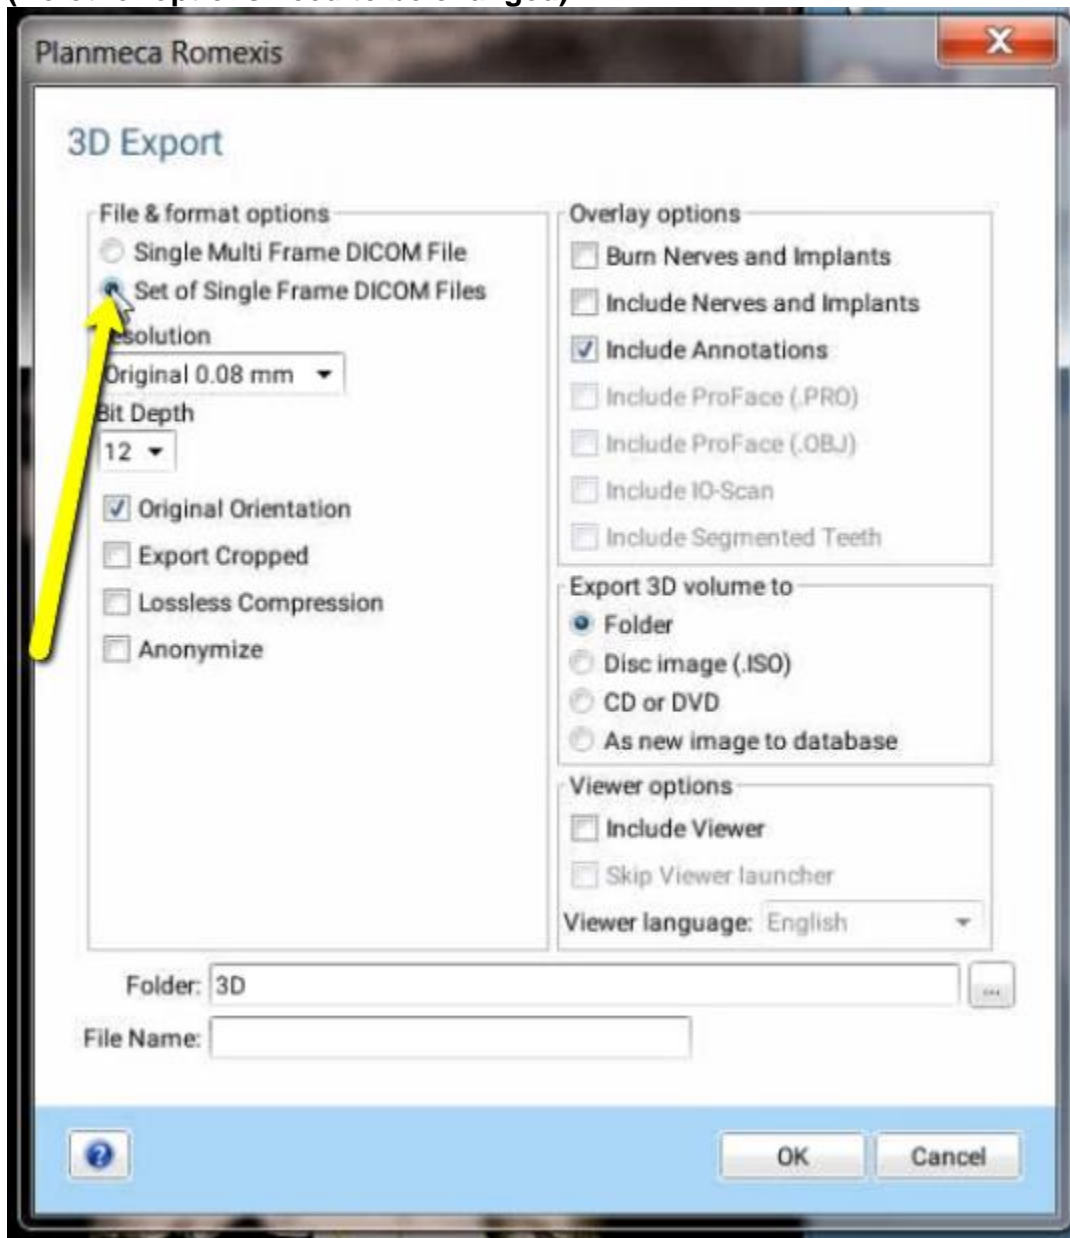 Planmeca Romexis
X
3D Export
File & format options
Single Multi Frame DICOM File
Set of Single Frame DICOM Files
esolution
Original 0.08 mm
Bit Depth
12
Original Orientation
Export Cropped
Lossless Compression
Anonymize
Overlay options
Burn Nerves and Implants
Include Nerves and Implants
Include Annotations
Include ProFace (.PRO)
Include ProFace (.OBJ)
Include IO-Scan
Include Segmented Teeth
Export 3D volume to
Folder
Disc image (.ISO)
CD or DVD
As new image to database
Viewer options
Include Viewer
Skip Viewer launcher
Viewer language: English
Folder: 3D
...
File Name:
?
OK
Cancel